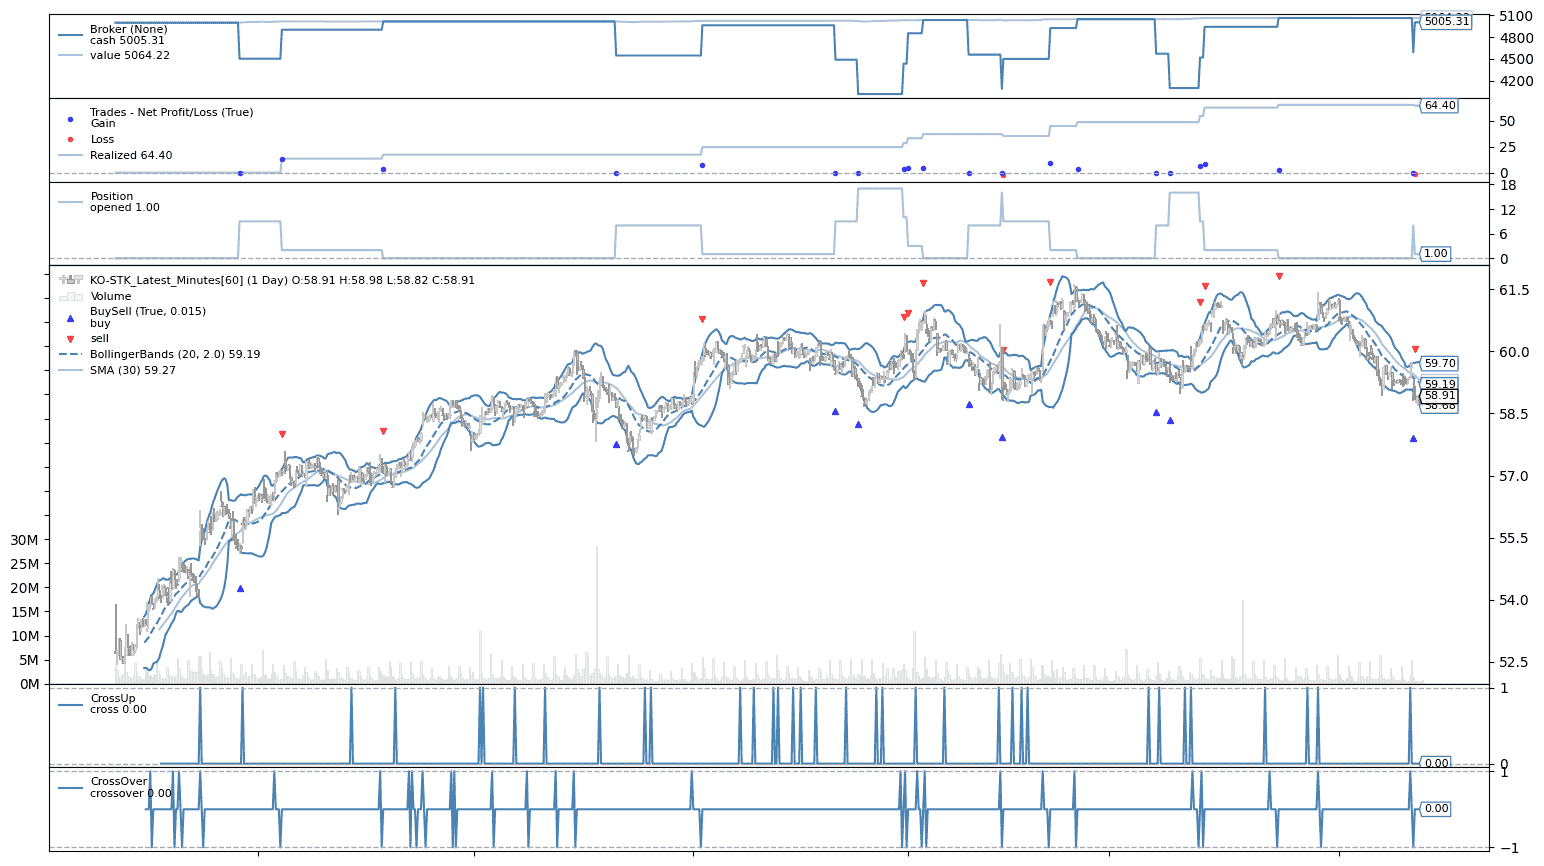 5005.31
5100
4800
4500
4200
Broker (None)
cash 5005.31
value 5064.22
Trades - Net Profit/Loss (True)
Gain
Loss
Realized 64.40
64.40
50
25
0
Position
opened 1.00
18
12
6
0
1.00
KO-STK_Latest_Minutes[60] (1 Day) O:58.91 H:58.98 L:58.82 C:58.91
Volume
BuySell (True, 0.015)
buy
sell
BollingerBands (20, 2.0) 59.19
SMA (30) 59.27
61.5
60.0
58.5
57.0
55.5
54.0
52.5
59.70
59.19
58.91
58.68
30M
25M
20M
15M
10M
5M
0M
CrossUp
cross 0.00
1
0
0.00
CrossOver
crossover 0.00
1
0.00
−1